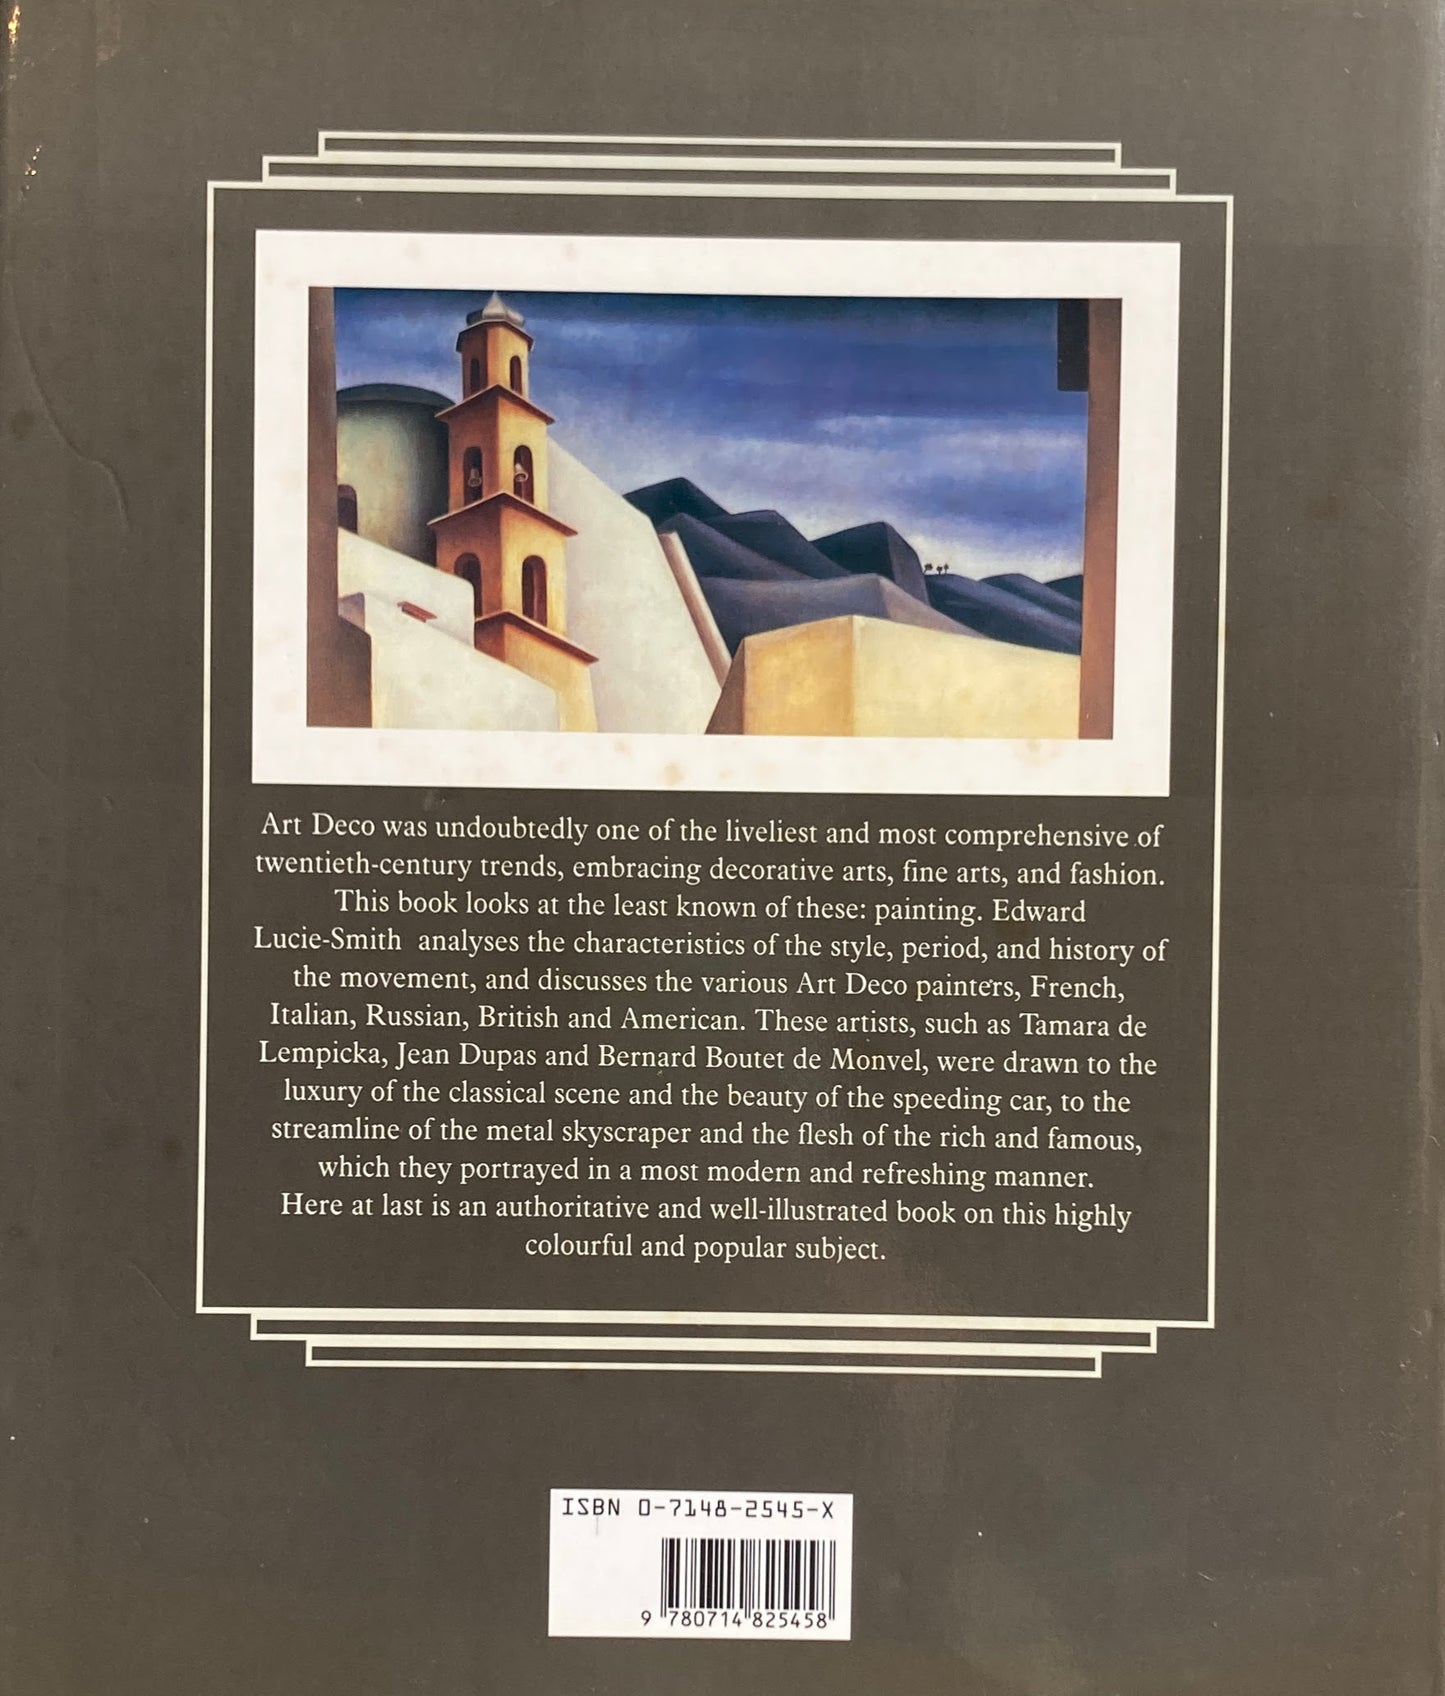 Art Deco was undoubtedly one of the liveliest and most comprehensive of
twentieth-century trends, embracing decorative arts, fine arts, and fashion.
This book looks at the least known of these: painting. Edward
Lucie-Smith analyses the characteristics of the style, period, and history of
the movement, and discusses the various Art Deco painters, French,
Italian, Russian, British and American. These artists, such as Tamara de
Lempicka, Jean Dupas and Bernard Boutet de Monvel, were drawn to the
luxury of the classical scene and the beauty of the speeding car, to the
streamline of the metal skyscraper and the flesh of the rich and famous,
which they portrayed in a most modern and refreshing manner.
Here at last is an authoritative and well-illustrated book on this highly
colourful and popular subject.
ISBN 0-7148-2545-X
9 780714 825458